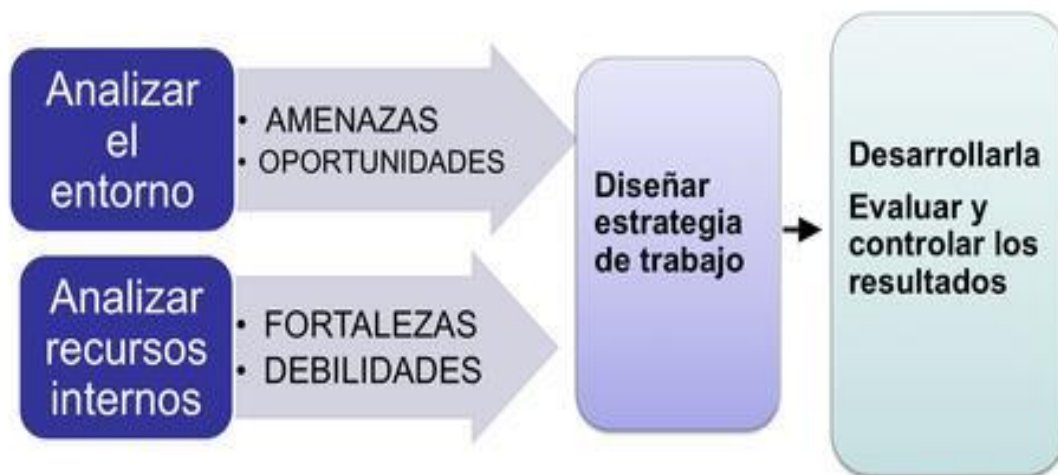 Analizar
el
entorno
• AMENAZAS
• OPORTUNIDADES
Analizar
recursos
internos
• FORTALEZAS
• DEBILIDADES
Diseñar
estrategia
de trabajo
Desarrollarla
Evaluar y
controlar los
resultados